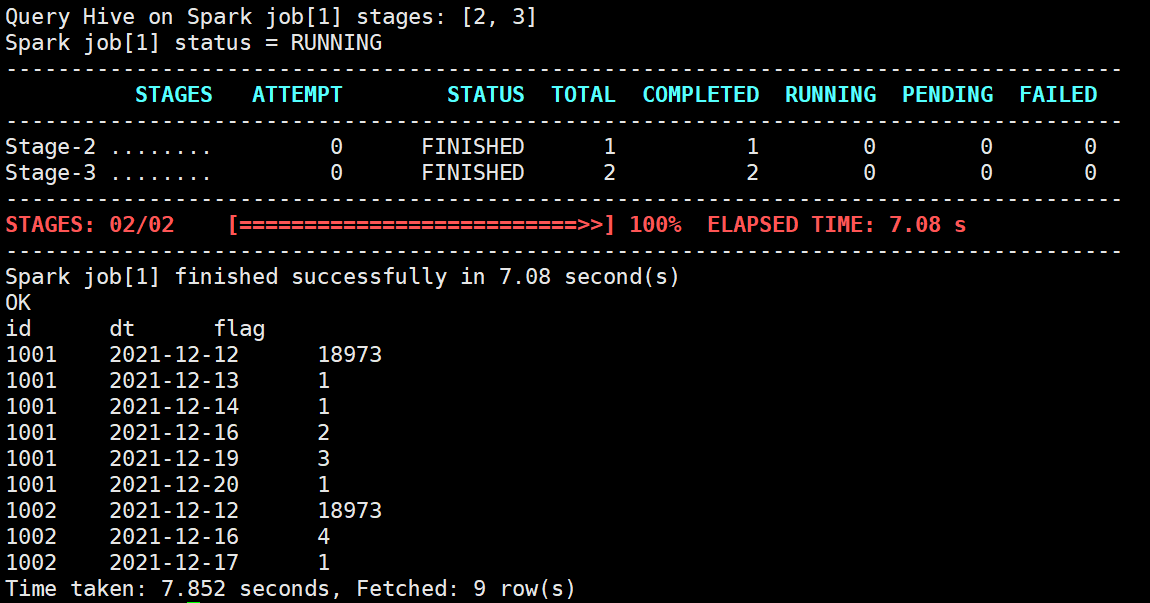 Query Hive on Spark job[1] stages: [2, 3]
Spark job[1] status = RUNNING
--------------------------------------------------------------------------------------
STAGES ATTEMPT STATUS TOTAL COMPLETED RUNNING PENDING FAILED
--------------------------------------------------------------------------------------
Stage-2 ........ 0 FINISHED 1 1 0 0 0
Stage-3 ........ 0 FINISHED 2 2 0 0 0
--------------------------------------------------------------------------------------
STAGES: 02/02 [==========================>>] 100% ELAPSED TIME: 7.08 s
--------------------------------------------------------------------------------------
Spark job[1] finished successfully in 7.08 second(s)
OK
id dt flag
1001 2021-12-12 18973
1001 2021-12-13 1
1001 2021-12-14 1
1001 2021-12-16 2
1001 2021-12-19 3
1001 2021-12-20 1
1002 2021-12-12 18973
1002 2021-12-16 4
1002 2021-12-17 1
Time taken: 7.852 seconds, Fetched: 9 row(s)